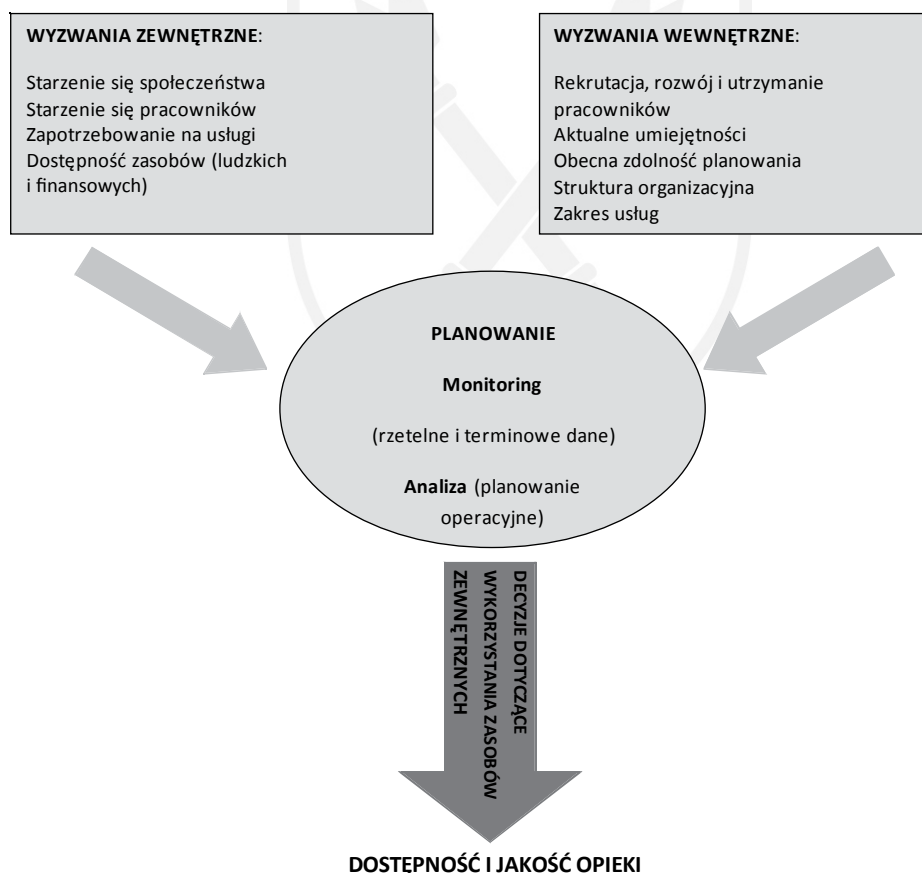 WYZWANIA ZEWNĘTRZNE:
Starzenie się społeczeństwa
Starzenie się pracowników
Zapotrzebowanie na usługi
Dostępność zasobów (ludzkich
i finansowych)
WYZWANIA WEWNĘTRZNE:
Rekrutacja, rozwój i utrzymanie
pracowników
Aktualne umiejętności
Obecna zdolność planowania
Struktura organizacyjna
Zakres usług
PLANOWANIE
Monitoring
(rzetelne i terminowe dane)
Analiza (planowanie
operacyjne)
DECYZJE DOTYCZĄCE
WYKORZYSTANIA ZASOBÓW
ZEWNĘTRZNYCH
DOSTĘPNOŚĆ I JAKOŚĆ OPIEKI